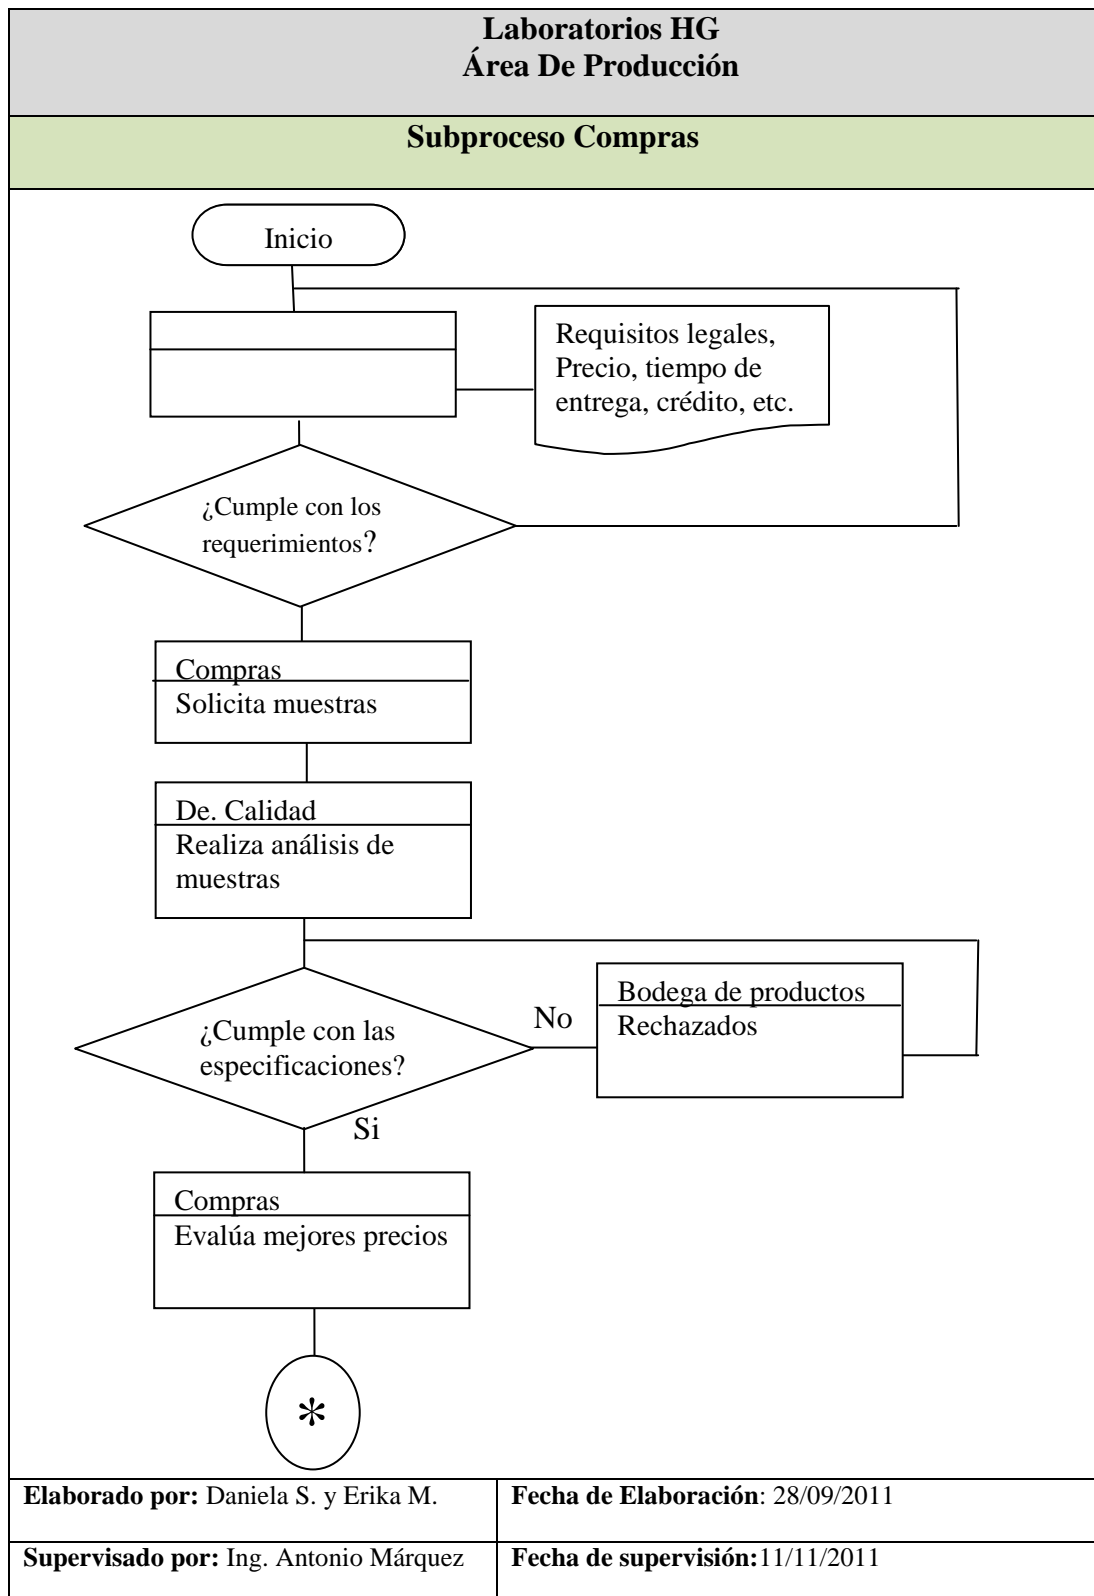 Laboratorios HG
Área De Producción
Subproceso Compras
Inicio
Requisitos legales,
Precio, tiempo de
entrega, crédito, etc.
¿Cumple con los
requerimientos?
Compras
Solicita muestras
De. Calidad
Realiza análisis de
muestras
¿Cumple con las
especificaciones?
No
Bodega de productos
Rechazados
Si
Compras
Evalúa mejores precios
*
Elaborado por: Daniela S. y Erika M.
Fecha de Elaboración: 28/09/2011
Supervisado por: Ing. Antonio Márquez
Fecha de supervisión:11/11/2011